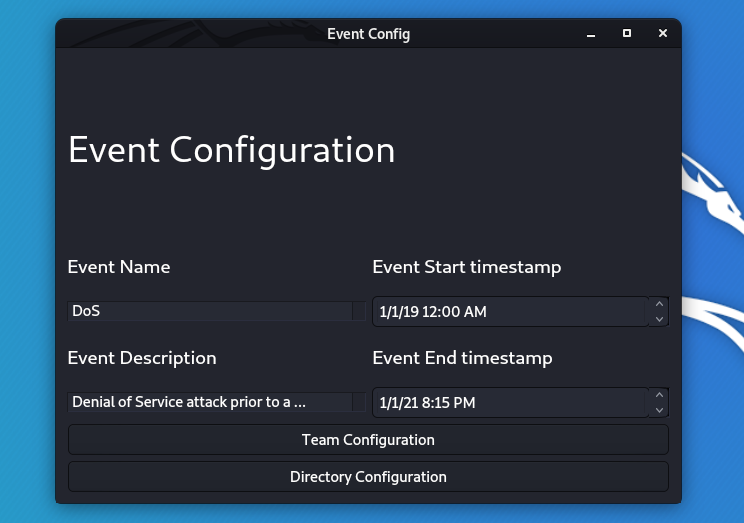 Event Config
Event Configuration
Event Name
Event Start timestamp
DoS
1/1/19 12:00 AM
Event Description
Event End timestamp
Denial of Service attack prior to a ...
1/1/21 8:15 PM
Team Configuration
Directory Configuration